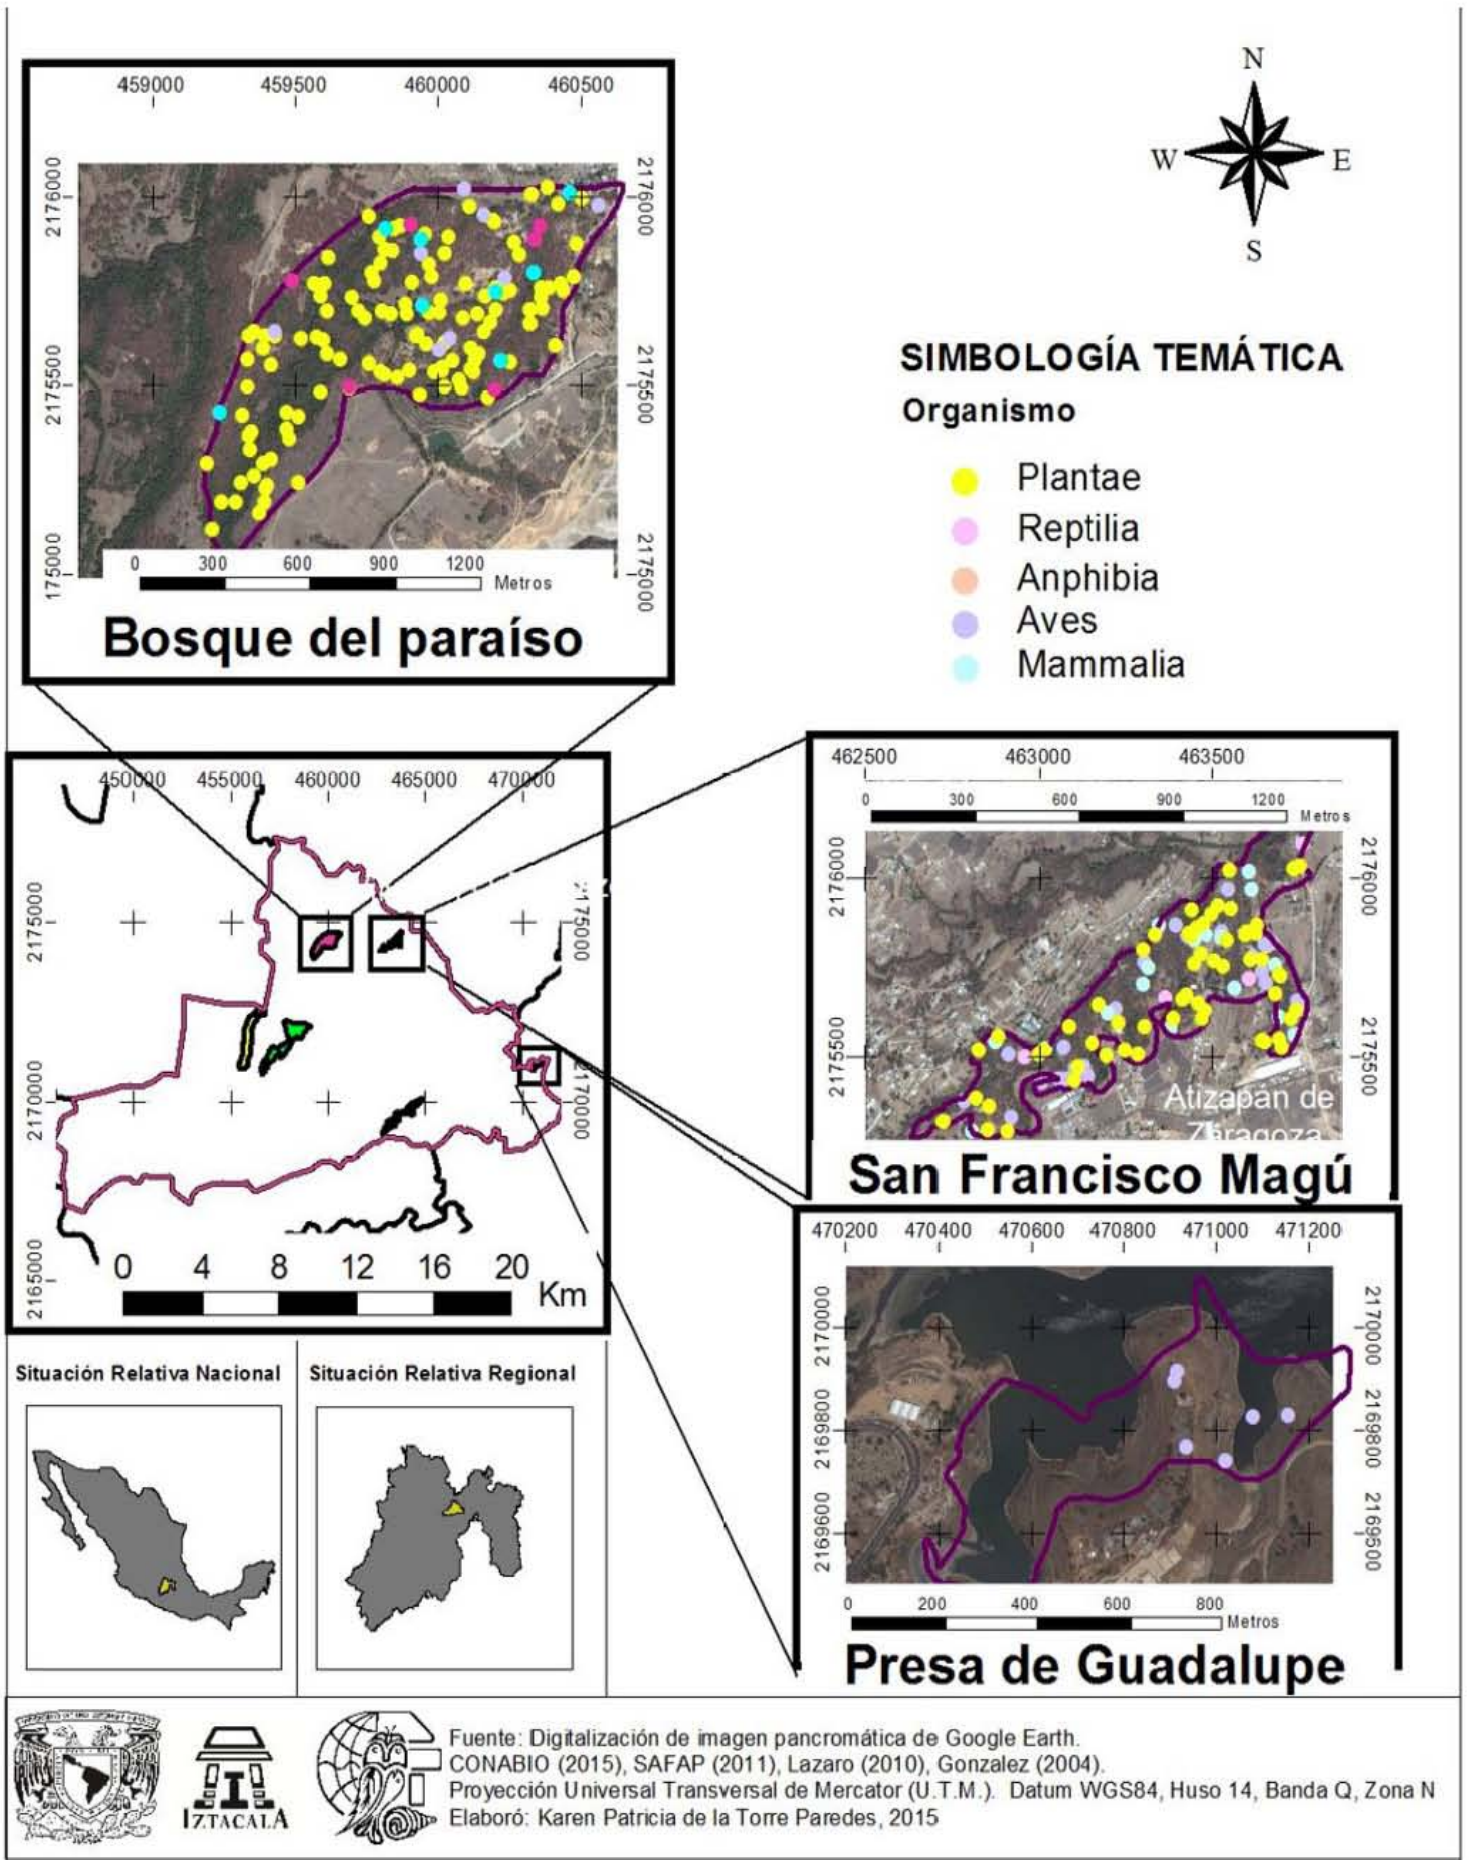 459000 459500 460000 460500
2176000
2175500
175000
2176000
2175500
2175000
0 300 600 900 1200
Metros
Bosque del paraíso
N
W E
S
SIMBOLOGÍA TEMÁTICA
Organismo
Plantae
Reptilia
Anphibia
Aves
Mammalia
450000 455000 460000 465000 470000
2175000
2170000
2165000
2175000
2170000
0 4 8 12 16 20
Km
462500 463000 463500
0 300 600 900 1200
Metros
2176000
2175500
2176000
2175500
Atizapán de
Zaragoza
San Francisco Magú
470200 470400 470600 470800 471000 471200
2170000
2169800
2169600
2170000
2169800
2169500
0 200 400 600 800
Metros
Presa de Guadalupe
Situación Relativa Nacional
Situación Relativa Regional
IZTACALA
Fuente: Digitalización de imagen pancromática de Google Earth.
CONABIO (2015), SAFAP (2011), Lazaro (2010), Gonzalez (2004).
Proyección Universal Transversal de Mercator (U.T.M.). Datum WGS84, Huso 14, Banda Q, Zona N
Elaboró: Karen Patricia de la Torre Paredes, 2015